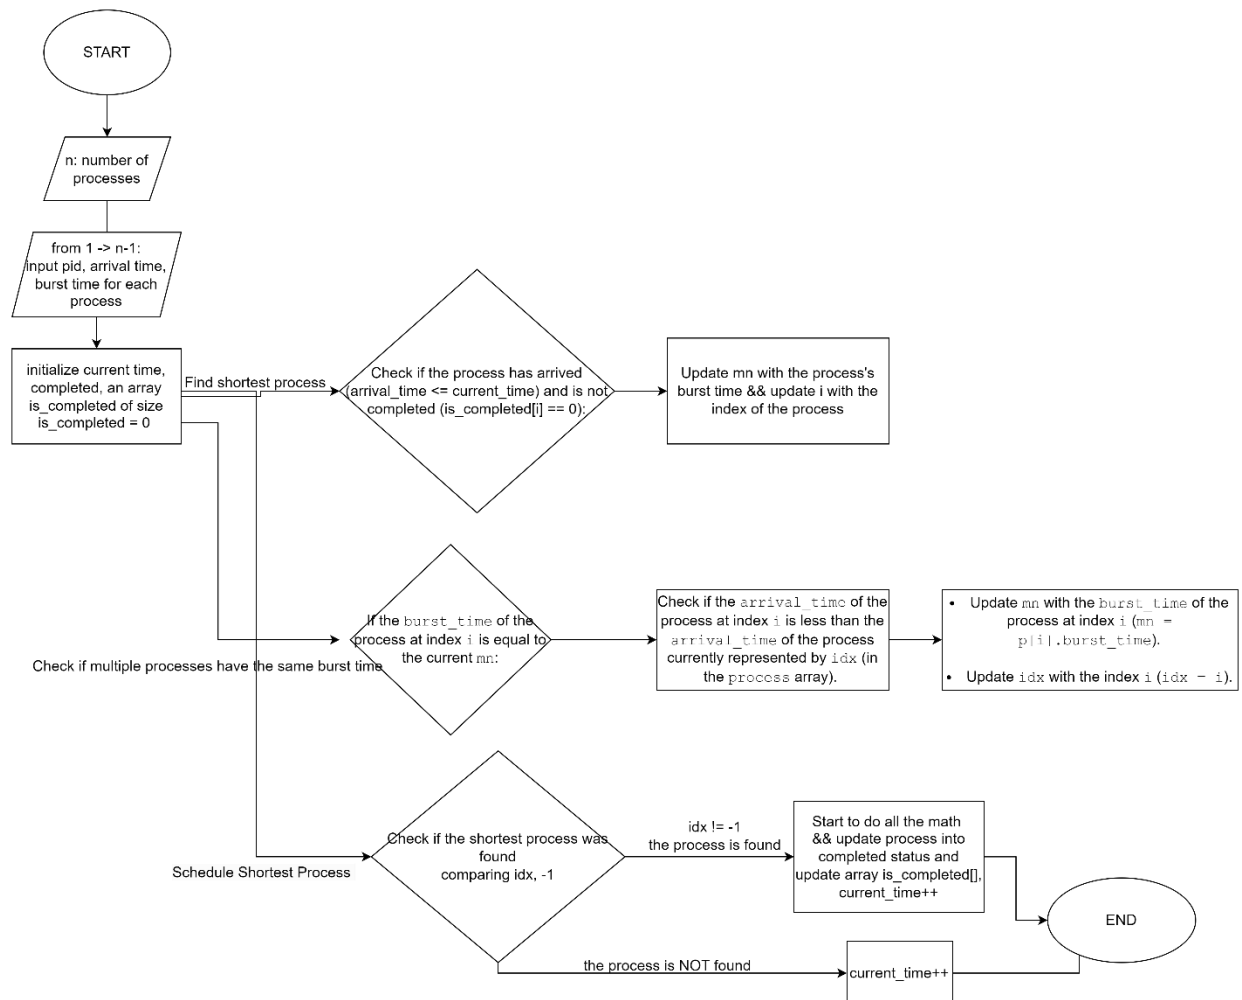 START
n: number of
processes
from 1 -> n-1:
input pid, arrival time,
burst time for each
process
initialize current time,
completed, an array
is_completed of size
is_completed = 0
Find shortest process
Check if the process has arrived
(arrival_time <= current_time) and is not
completed (is_completed[i] == 0):
Update mn with the process's
burst time && update i with the
index of the process
Check if multiple processes have the same burst time
If the burst_time of the
process at index i is equal to
the current mn:
Check if the arrival_time of the
process at index i is less than the
arrival_time of the process
currently represented by idx (in
the process array).
• Update mn with the burst_time of the
process at index i (mn =
p[i].burst_time).
• Update idx with the index i (idx = i).
Schedule Shortest Process
Check if the shortest process was
found
comparing idx, -1
idx != -1
the process is found
Start to do all the math
&& update process into
completed status and
update array is_completed[],
current_time++
END
the process is NOT found
current_time++